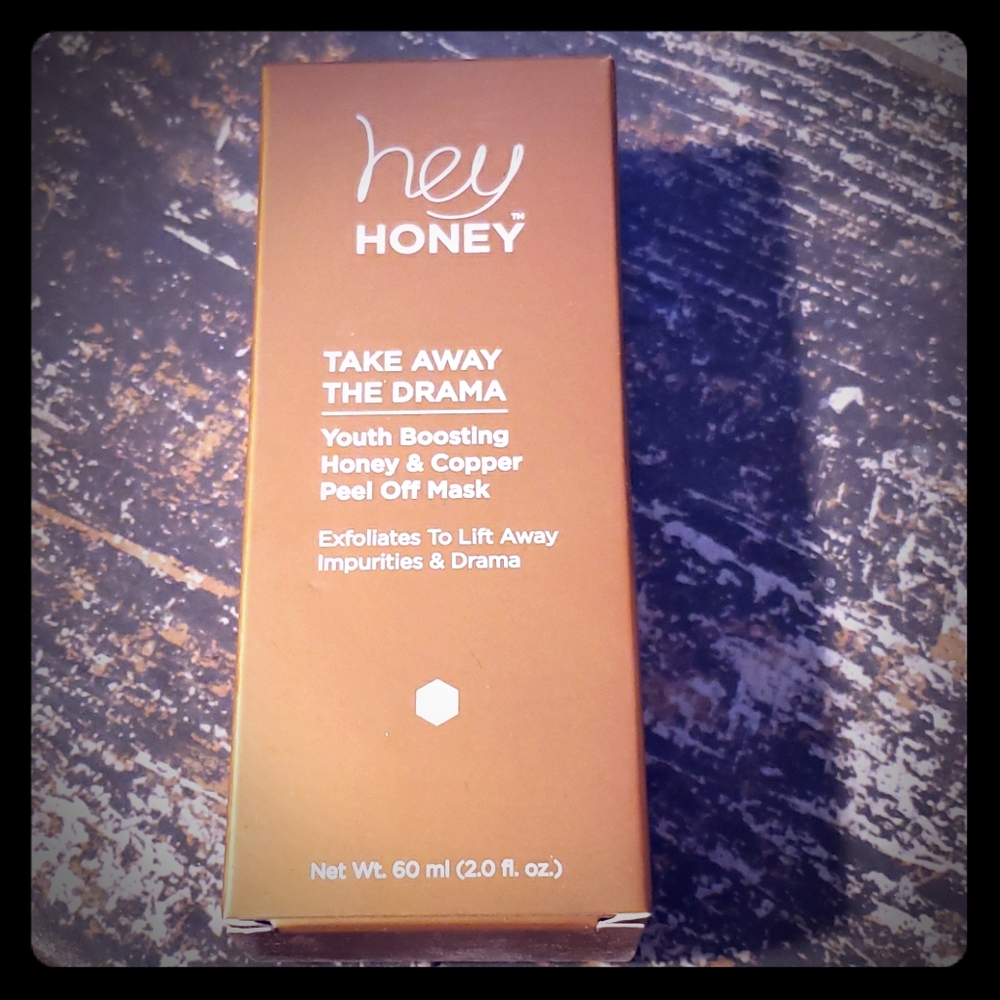 hey
HONEY™
TAKE AWAY
THE DRAMA
Youth Boosting
Honey & Copper
Peel Off Mask
Exfoliates To Lift Away
Impurities & Drama
Net Wt. 60 ml (2.0 fl. oz.)